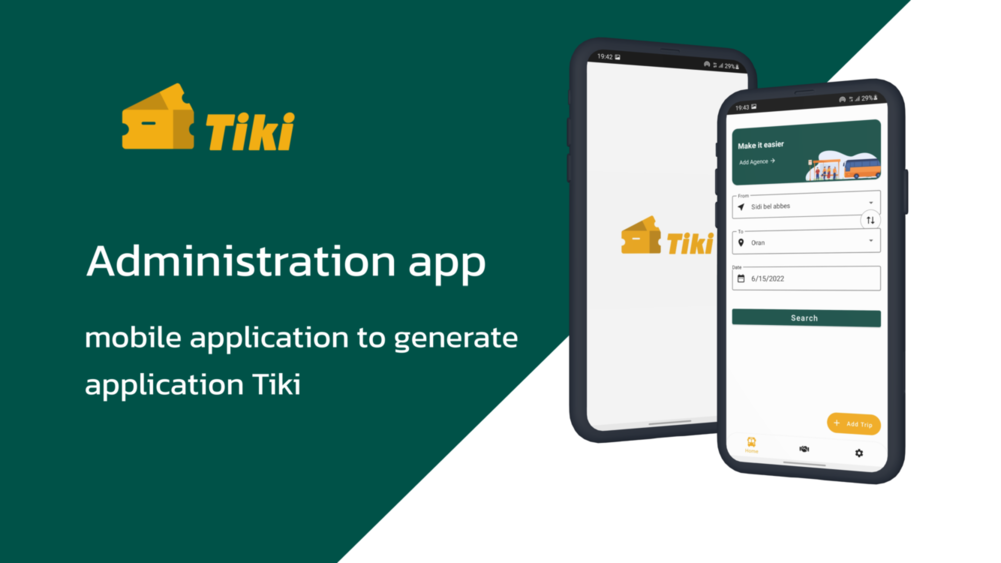 Tiki
Administration app
mobile application to generate
application Tiki
19:42
29%
Tiki
19:43
29%
Make it easier
Add Agence →
From
Sidi bel abbes
To
Oran
Date
6/15/2022
Search
+ Add Trip
Home